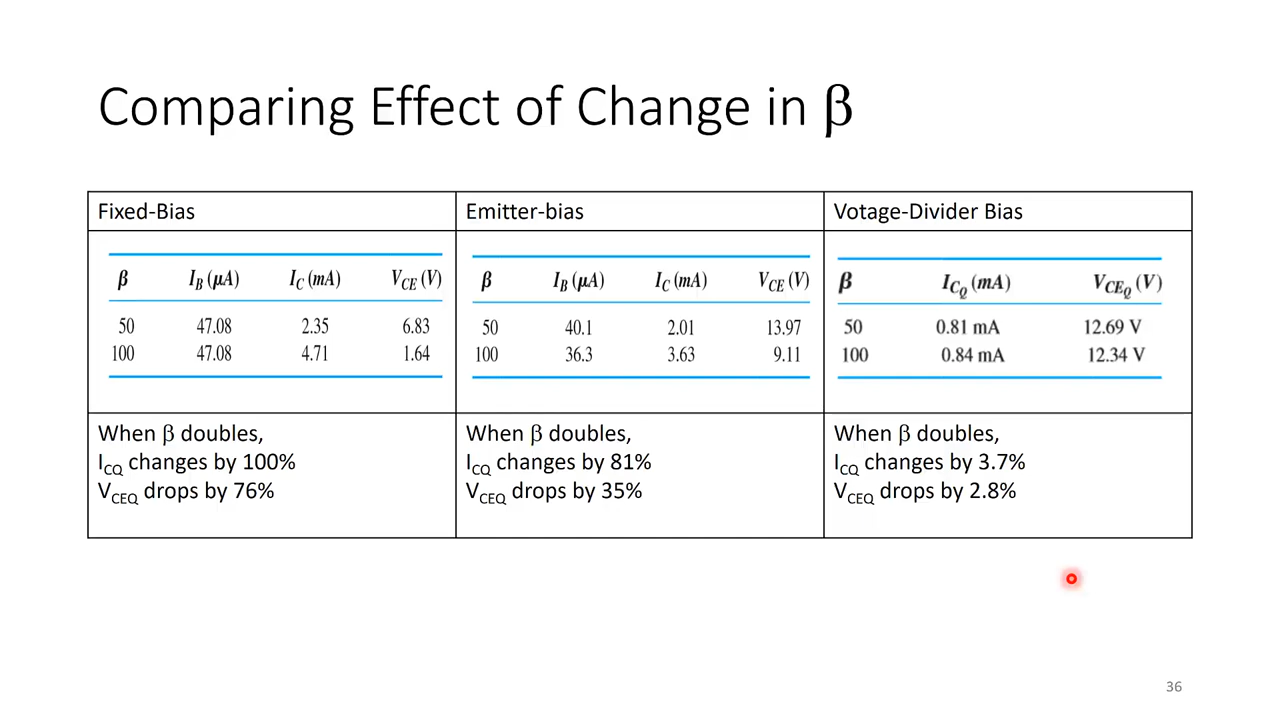 Comparing Effect of Change in β
Fixed-Bias
β I_B (μA) I_C (mA) V_CE (V)
50 47.08 2.35 6.83
100 47.08 4.71 1.64
When β doubles,
I_CQ changes by 100%
V_CEQ drops by 76%
Emitter-bias
β I_B (μA) I_C (mA) V_CE (V)
50 40.1 2.01 13.97
100 36.3 3.63 9.11
When β doubles,
I_CQ changes by 81%
V_CEQ drops by 35%
Votage-Divider Bias
β I_CQ (mA) V_CEQ (V)
50 0.81 mA 12.69 V
100 0.84 mA 12.34 V
When β doubles,
I_CQ changes by 3.7%
V_CEQ drops by 2.8%
36